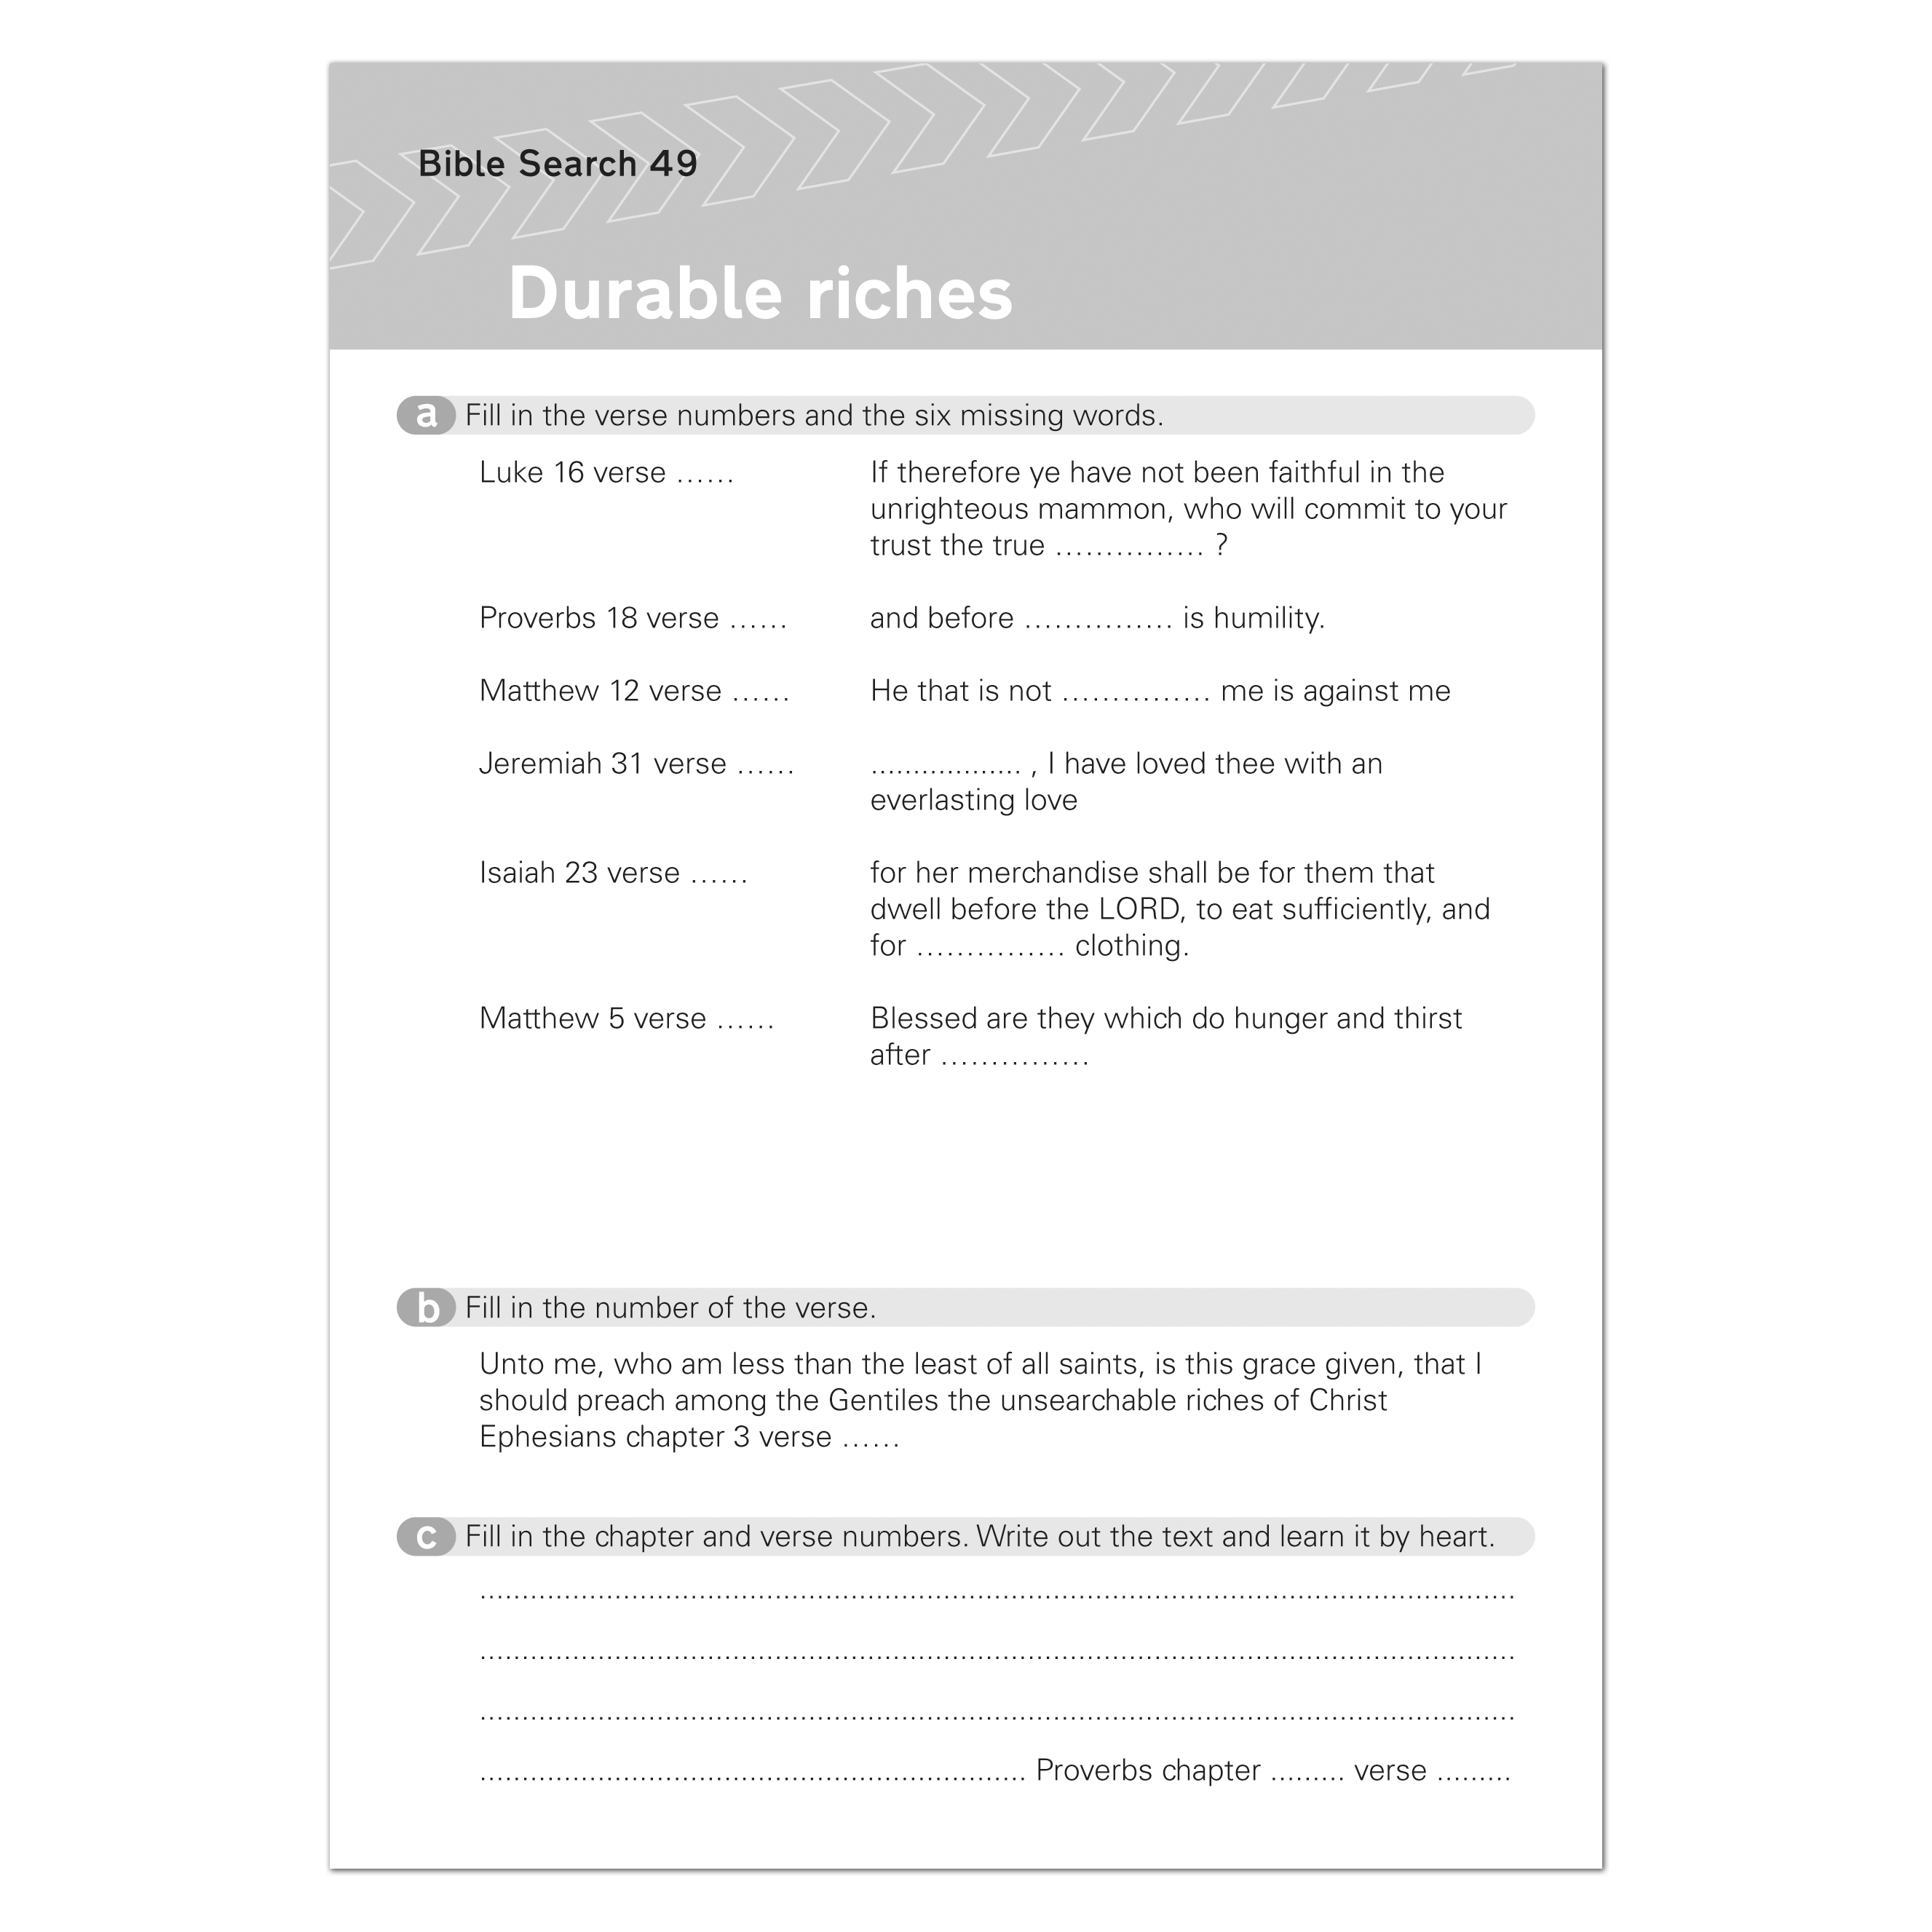 Bible Search 49
Durable riches
a Fill in the verse numbers and the six missing words.
Luke 16 verse ......
If therefore ye have not been faithful in the
unrighteous mammon, who will commit to your
trust the true ............... ?
Proverbs 18 verse ......
and before ............... is humility.
Matthew 12 verse ......
He that is not ............... me is against me
Jeremiah 31 verse ......
.................. , I have loved thee with an
everlasting love
Isaiah 23 verse ......
for her merchandise shall be for them that
dwell before the LORD, to eat sufficiently, and
for ............... clothing.
Matthew 5 verse ......
Blessed are they which do hunger and thirst
after ...............
b Fill in the number of the verse.
Unto me, who am less than the least of all saints, is this grace given, that I
should preach among the Gentiles the unsearchable riches of Christ
Ephesians chapter 3 verse ......
c Fill in the chapter and verse numbers. Write out the text and learn it by heart.
...........................................................................................................................
...........................................................................................................................
...........................................................................................................................
................................................................. Proverbs chapter ......... verse .........